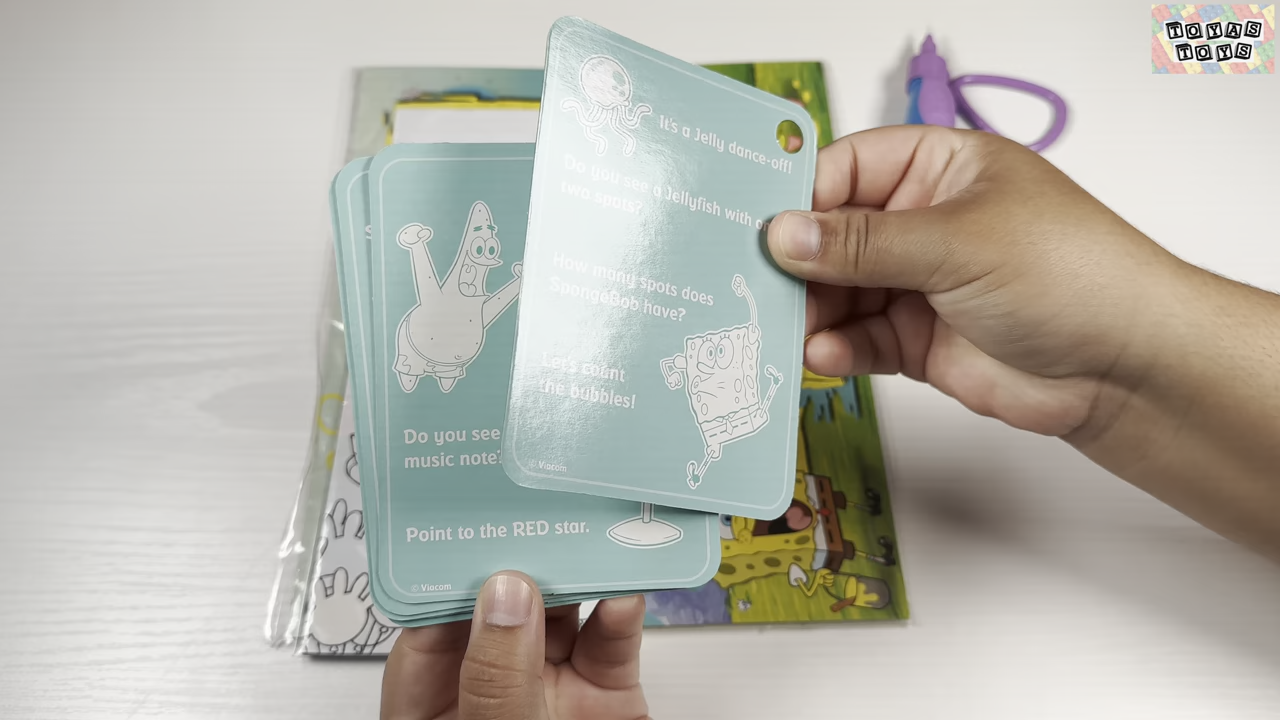 TOYAS
TOYS
It's a Jelly dance-off!
Do you see a Jellyfish with
two spots?
How many spots does
SpongeBob have?
Let's count
the bubbles!
© Viacom
Do you see
music note?
Point to the RED star.
© Viacom